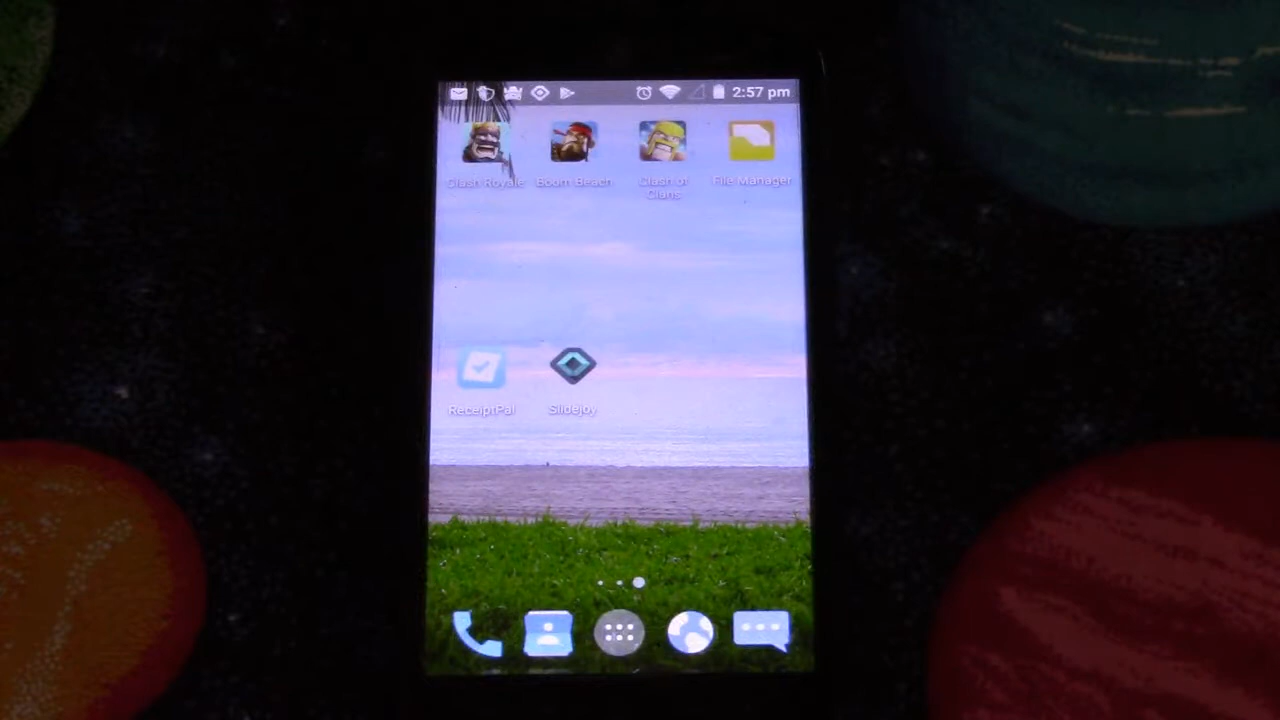 2:57 pm
Clash Royale
Boom Beach
Clash of
Clans
File Manager
ReceiptPal
Slidejoy